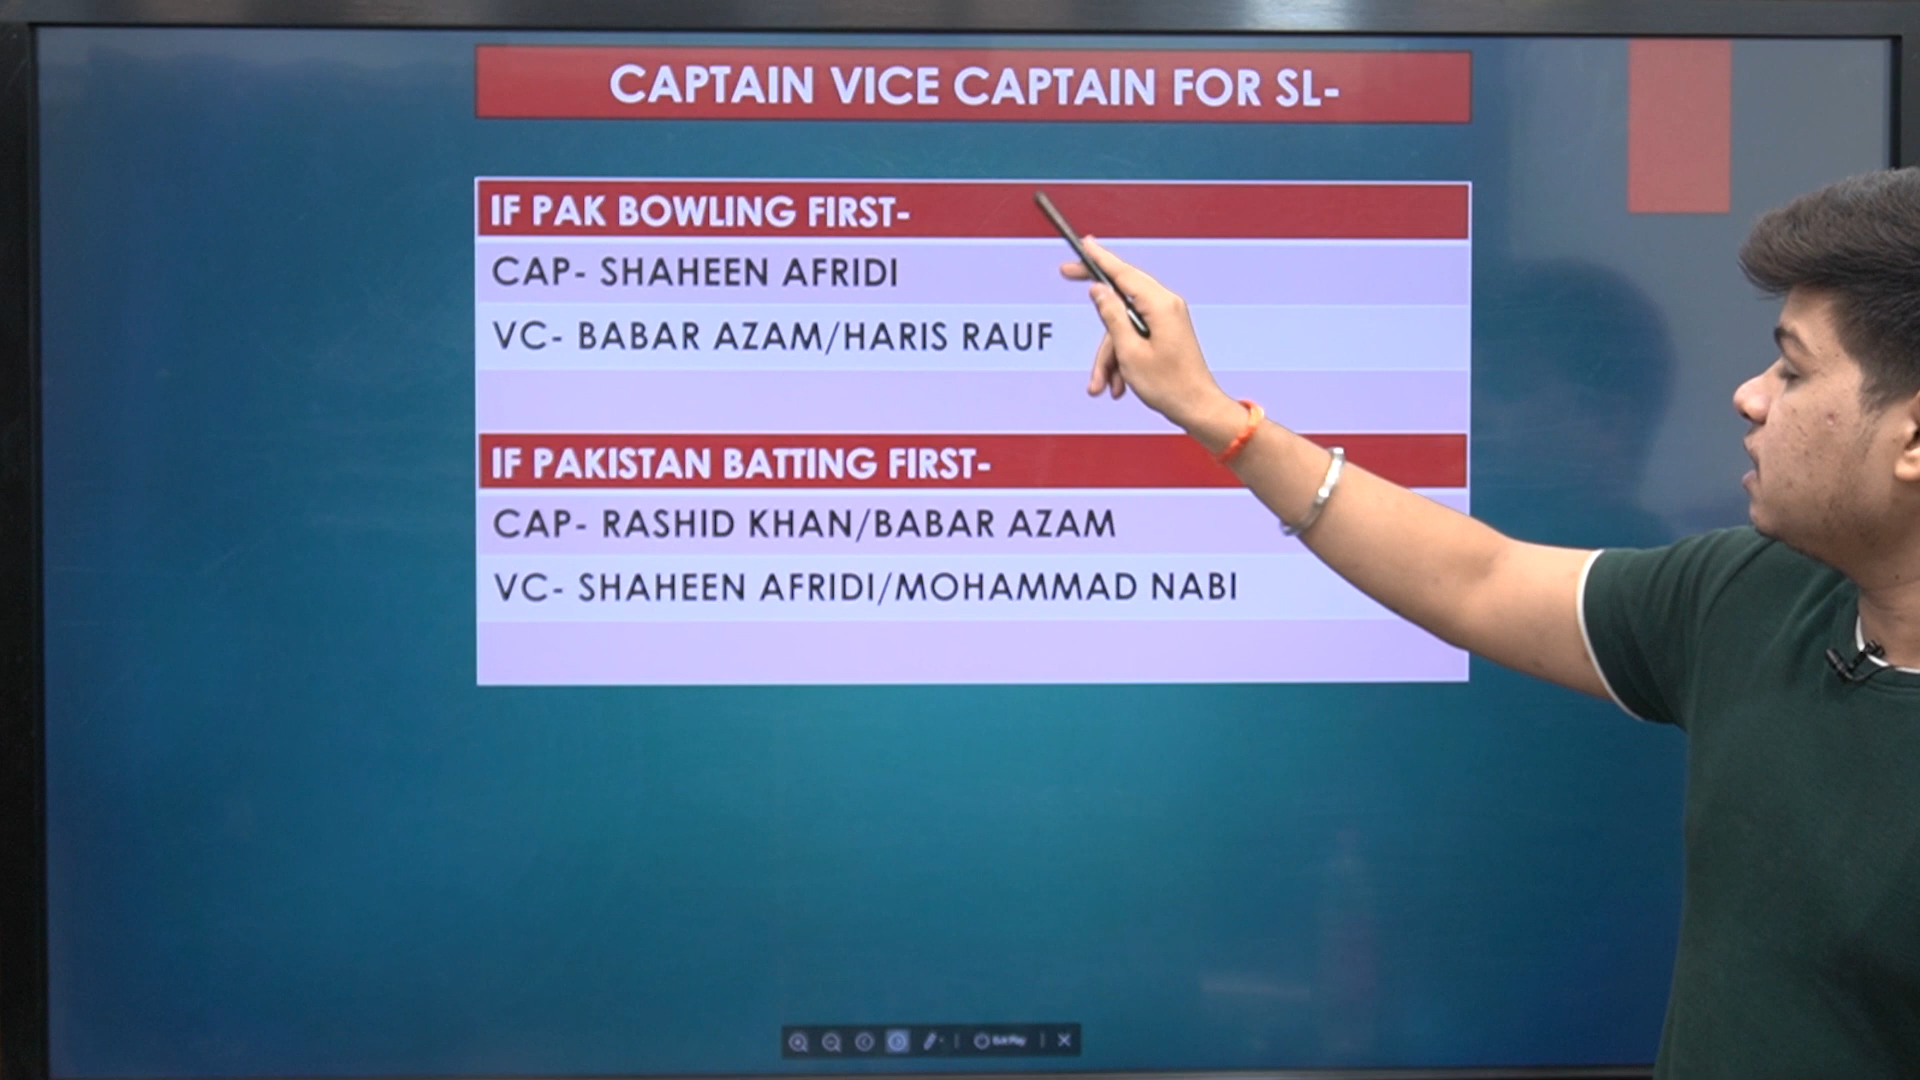 CAPTAIN VICE CAPTAIN FOR SL-
IF PAK BOWLING FIRST-
CAP- SHAHEEN AFRIDI
VC- BABAR AZAM/HARIS RAUF
IF PAKISTAN BATTING FIRST-
CAP- RASHID KHAN/BABAR AZAM
VC- SHAHEEN AFRIDI/MOHAMMAD NABI